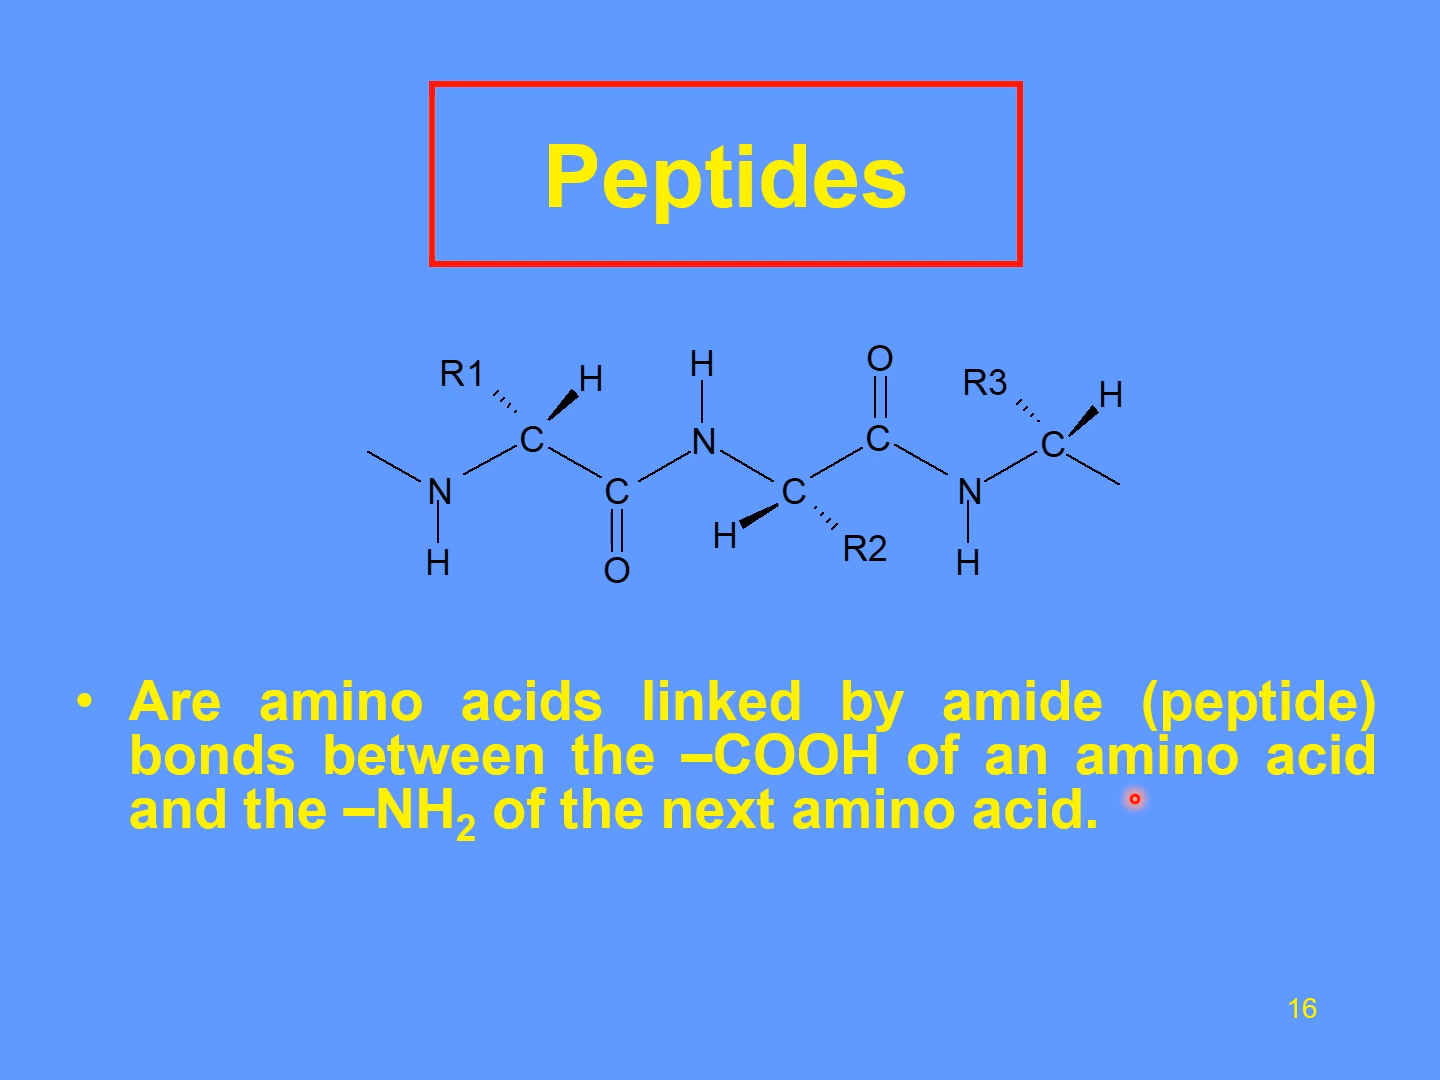 Peptides
R1 H H O R3 H
C N C C
N C C N
H O H R2 H
• Are amino acids linked by amide (peptide)
bonds between the –COOH of an amino acid
and the –NH2 of the next amino acid.
16